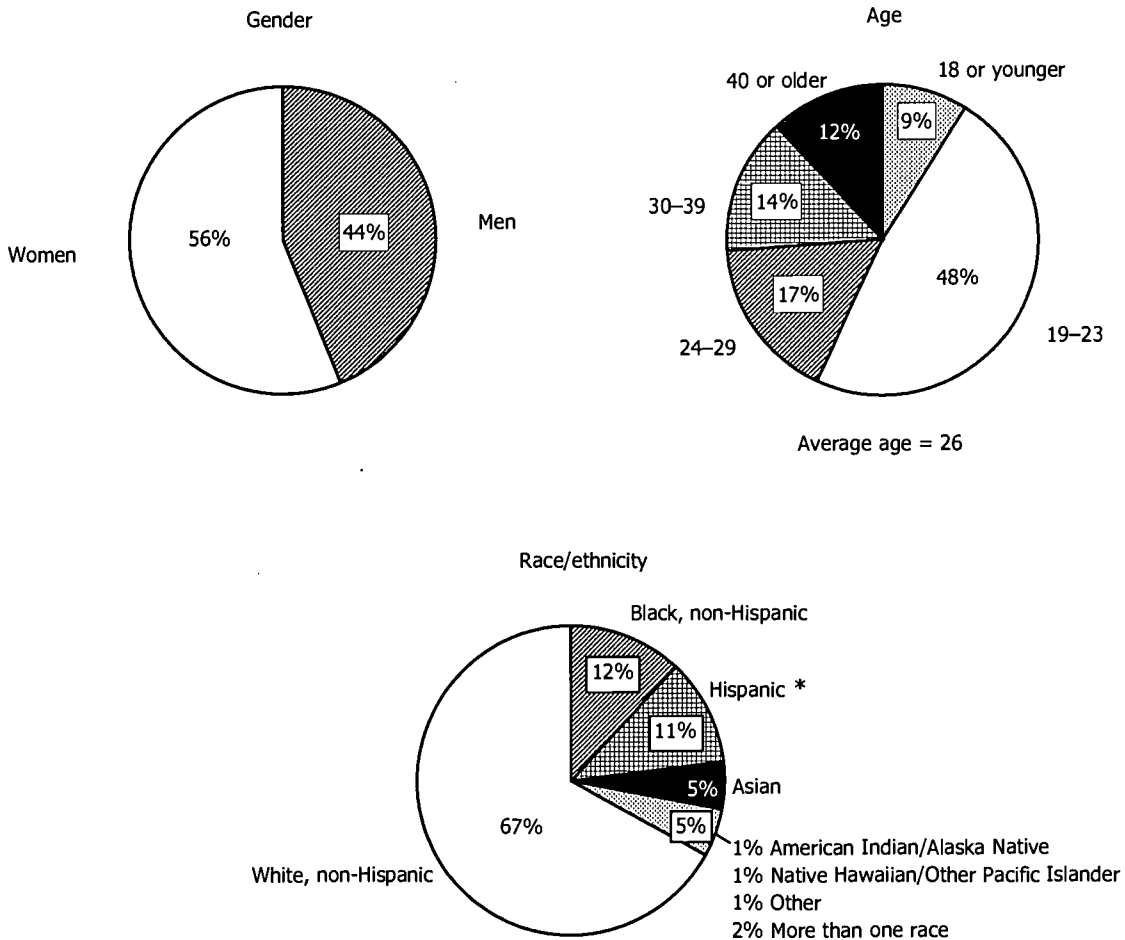 Gender
Women
56%
44%
Men
Age
40 or older
18 or younger
12%
9%
30–39
14%
17%
48%
24–29
19–23
Average age = 26
Race/ethnicity
Black, non-Hispanic
12%
Hispanic *
11%
5%
Asian
5%
67%
White, non-Hispanic
1% American Indian/Alaska Native
1% Native Hawaiian/Other Pacific Islander
1% Other
2% More than one race